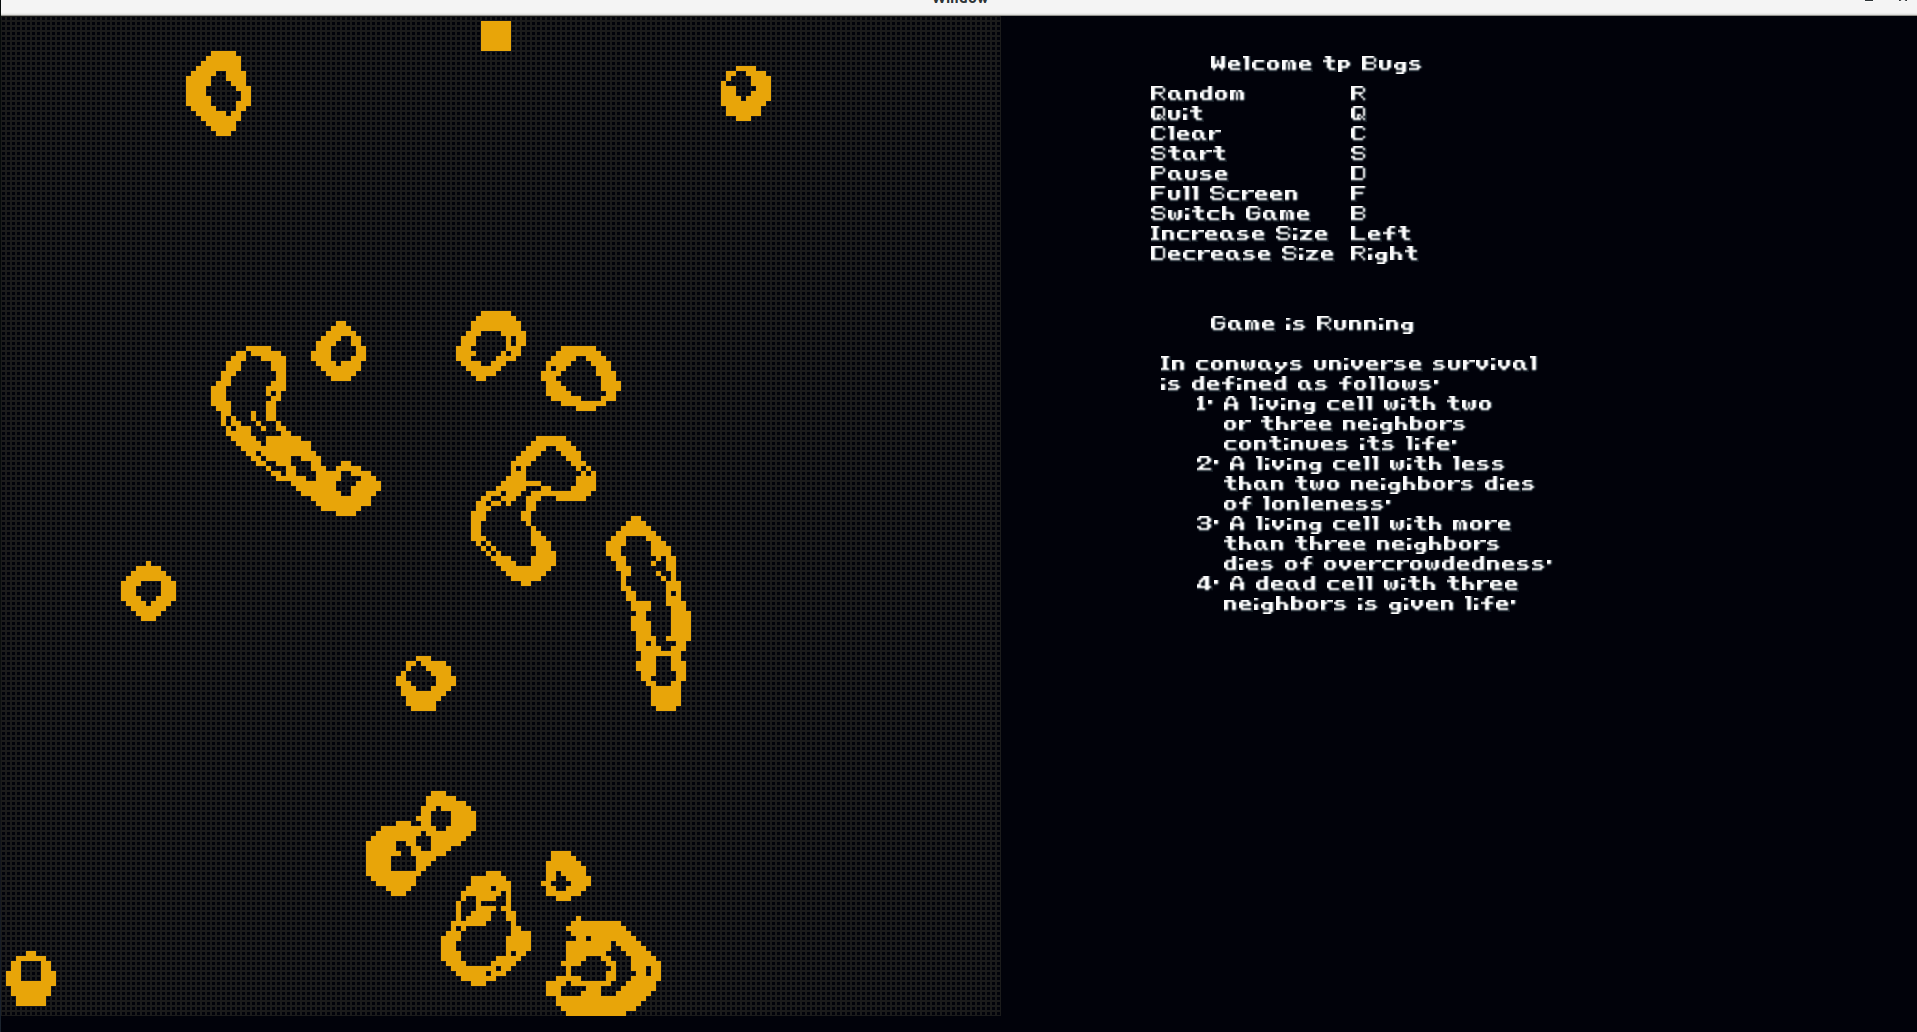 Window
Welcome tp Bugs
Random R
Quit Q
Clear C
Start S
Pause D
Full Screen F
Switch Game B
Increase Size Left
Decrease Size Right
Game is Running
In conways universe survival
is defined as follows·
1· A living cell with two
or three neighbors
continues its life·
2· A living cell with less
than two neighbors dies
of lonleness·
3· A living cell with more
than three neighbors
dies of overcrowdedness·
4· A dead cell with three
neighbors is given life·